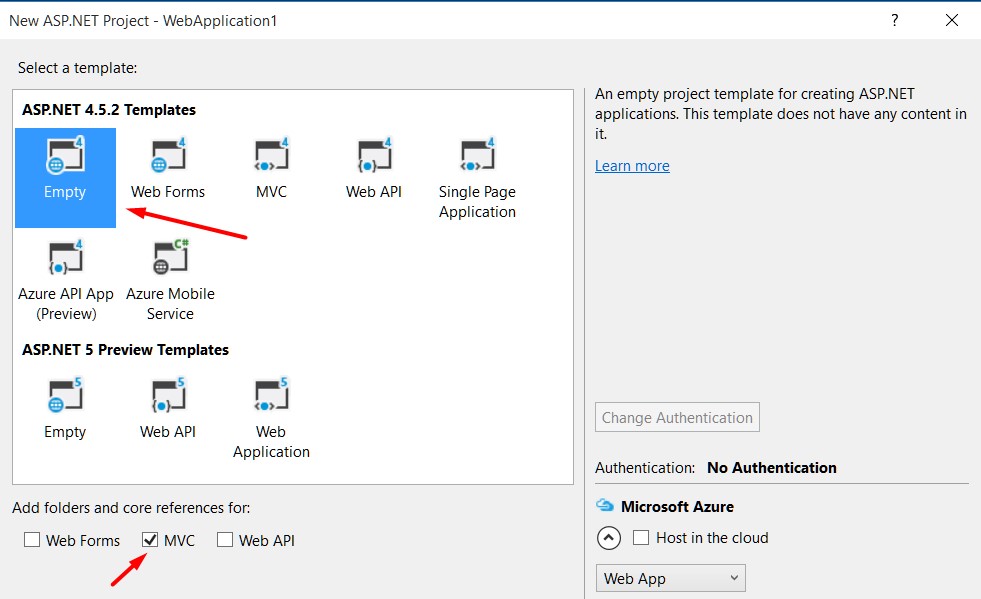 New ASP.NET Project - WebApplication1
?
Select a template:
ASP.NET 4.5.2 Templates
4
Empty
4
Web Forms
4
MVC
4
Web API
4
Single Page
Application
4
Azure API App
(Preview)
C#
Azure Mobile
Service
ASP.NET 5 Preview Templates
5
Empty
5
Web API
5
Web
Application
Add folders and core references for:
Web Forms
MVC
Web API
An empty project template for creating ASP.NET
applications. This template does not have any content in
it.
Learn more
Change Authentication
Authentication: No Authentication
Microsoft Azure
Host in the cloud
Web App